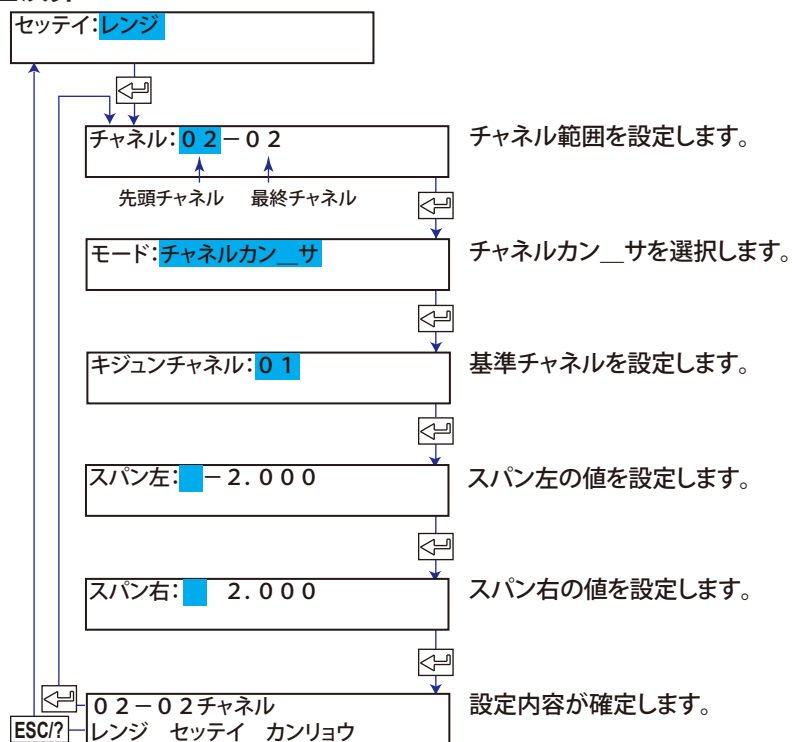 セッテイ：レンジ
チャネル：０２－０２
チャネル範囲を設定します。
先頭チャネル 最終チャネル
モード：チャネルカン__サ
チャネルカン__サを選択します。
キジュンチャネル：０１
基準チャネルを設定します。
スパン左： －２．０００
スパン左の値を設定します。
スパン右： ２．０００
スパン右の値を設定します。
０２－０２チャネル
設定内容が確定します。
ESC/?
レンジ セッテイ カンリョウ